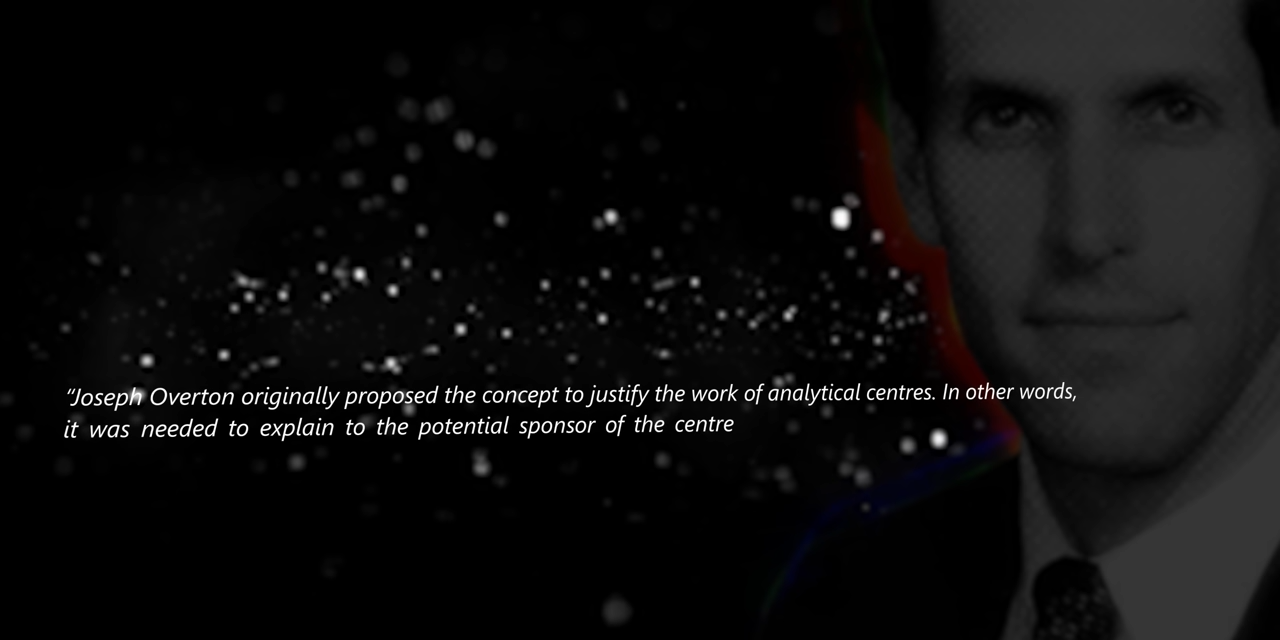 “Joseph Overton originally proposed the concept to justify the work of analytical centres. In other words,
it was needed to explain to the potential sponsor of the centre